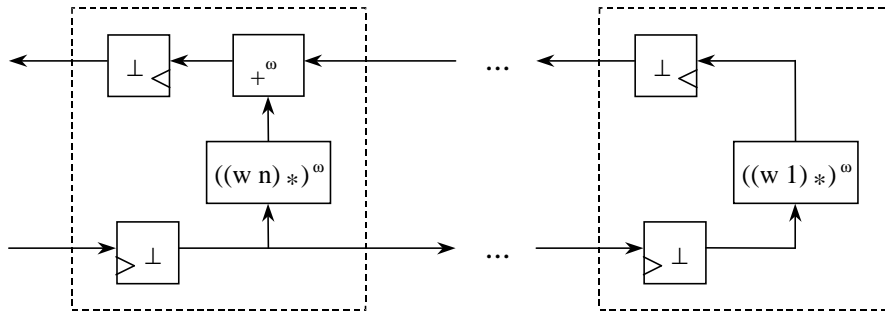 ⊥ +ω ... ⊥
((w n) *)ω ((w 1) *)ω
⊥ ... ⊥